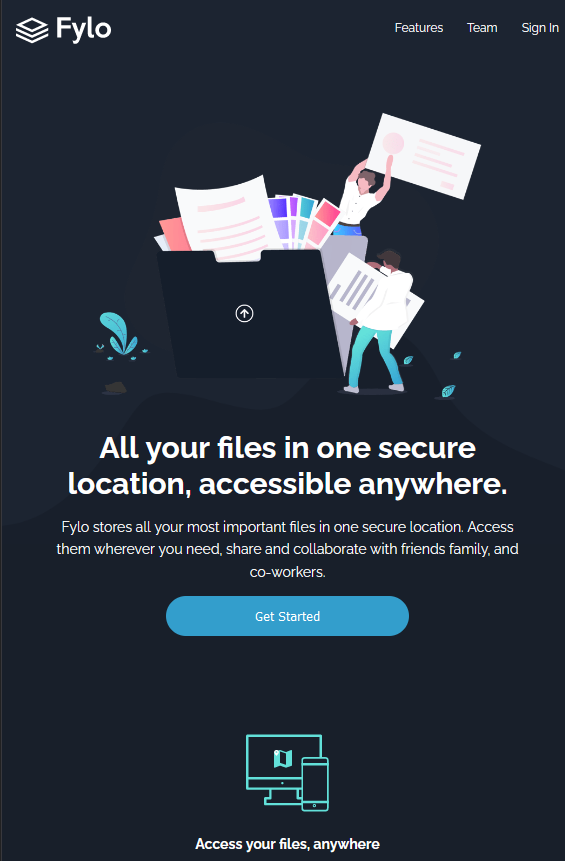 Fylo
Features Team Sign In
All your files in one secure
location, accessible anywhere.
Fylo stores all your most important files in one secure location. Access
them wherever you need, share and collaborate with friends family, and
co-workers.
Get Started
Access your files, anywhere